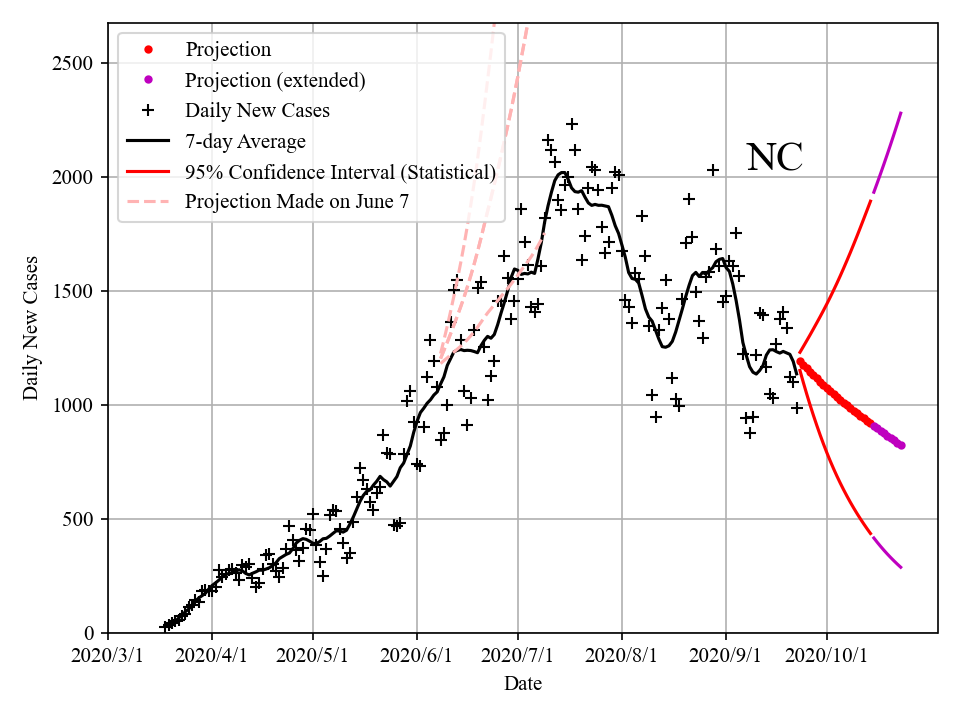 Projection
Projection (extended)
Daily New Cases
7-day Average
95% Confidence Interval (Statistical)
Projection Made on June 7
NC
2500
2000
1500
1000
500
0
Daily New Cases
2020/3/1 2020/4/1 2020/5/1 2020/6/1 2020/7/1 2020/8/1 2020/9/1 2020/10/1
Date